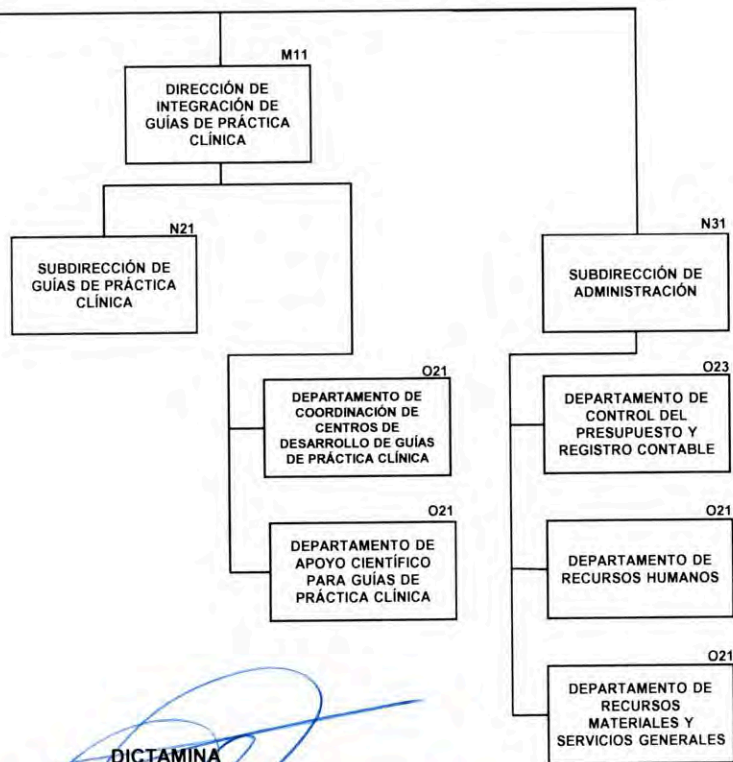 M11
DIRECCIÓN DE
INTEGRACIÓN DE
GUÍAS DE PRÁCTICA
CLÍNICA
N21
SUBDIRECCIÓN DE
GUÍAS DE PRÁCTICA
CLÍNICA
N31
SUBDIRECCIÓN DE
ADMINISTRACIÓN
O21
DEPARTAMENTO DE
COORDINACIÓN DE
CENTROS DE
DESARROLLO DE GUÍAS
DE PRÁCTICA CLÍNICA
O23
DEPARTAMENTO DE
CONTROL DEL
PRESUPUESTO Y
REGISTRO CONTABLE
O21
DEPARTAMENTO DE
APOYO CIENTÍFICO
PARA GUÍAS DE
PRÁCTICA CLÍNICA
O21
DEPARTAMENTO DE
RECURSOS HUMANOS
O21
DEPARTAMENTO DE
RECURSOS
MATERIALES Y
SERVICIOS GENERALES
DICTAMINA